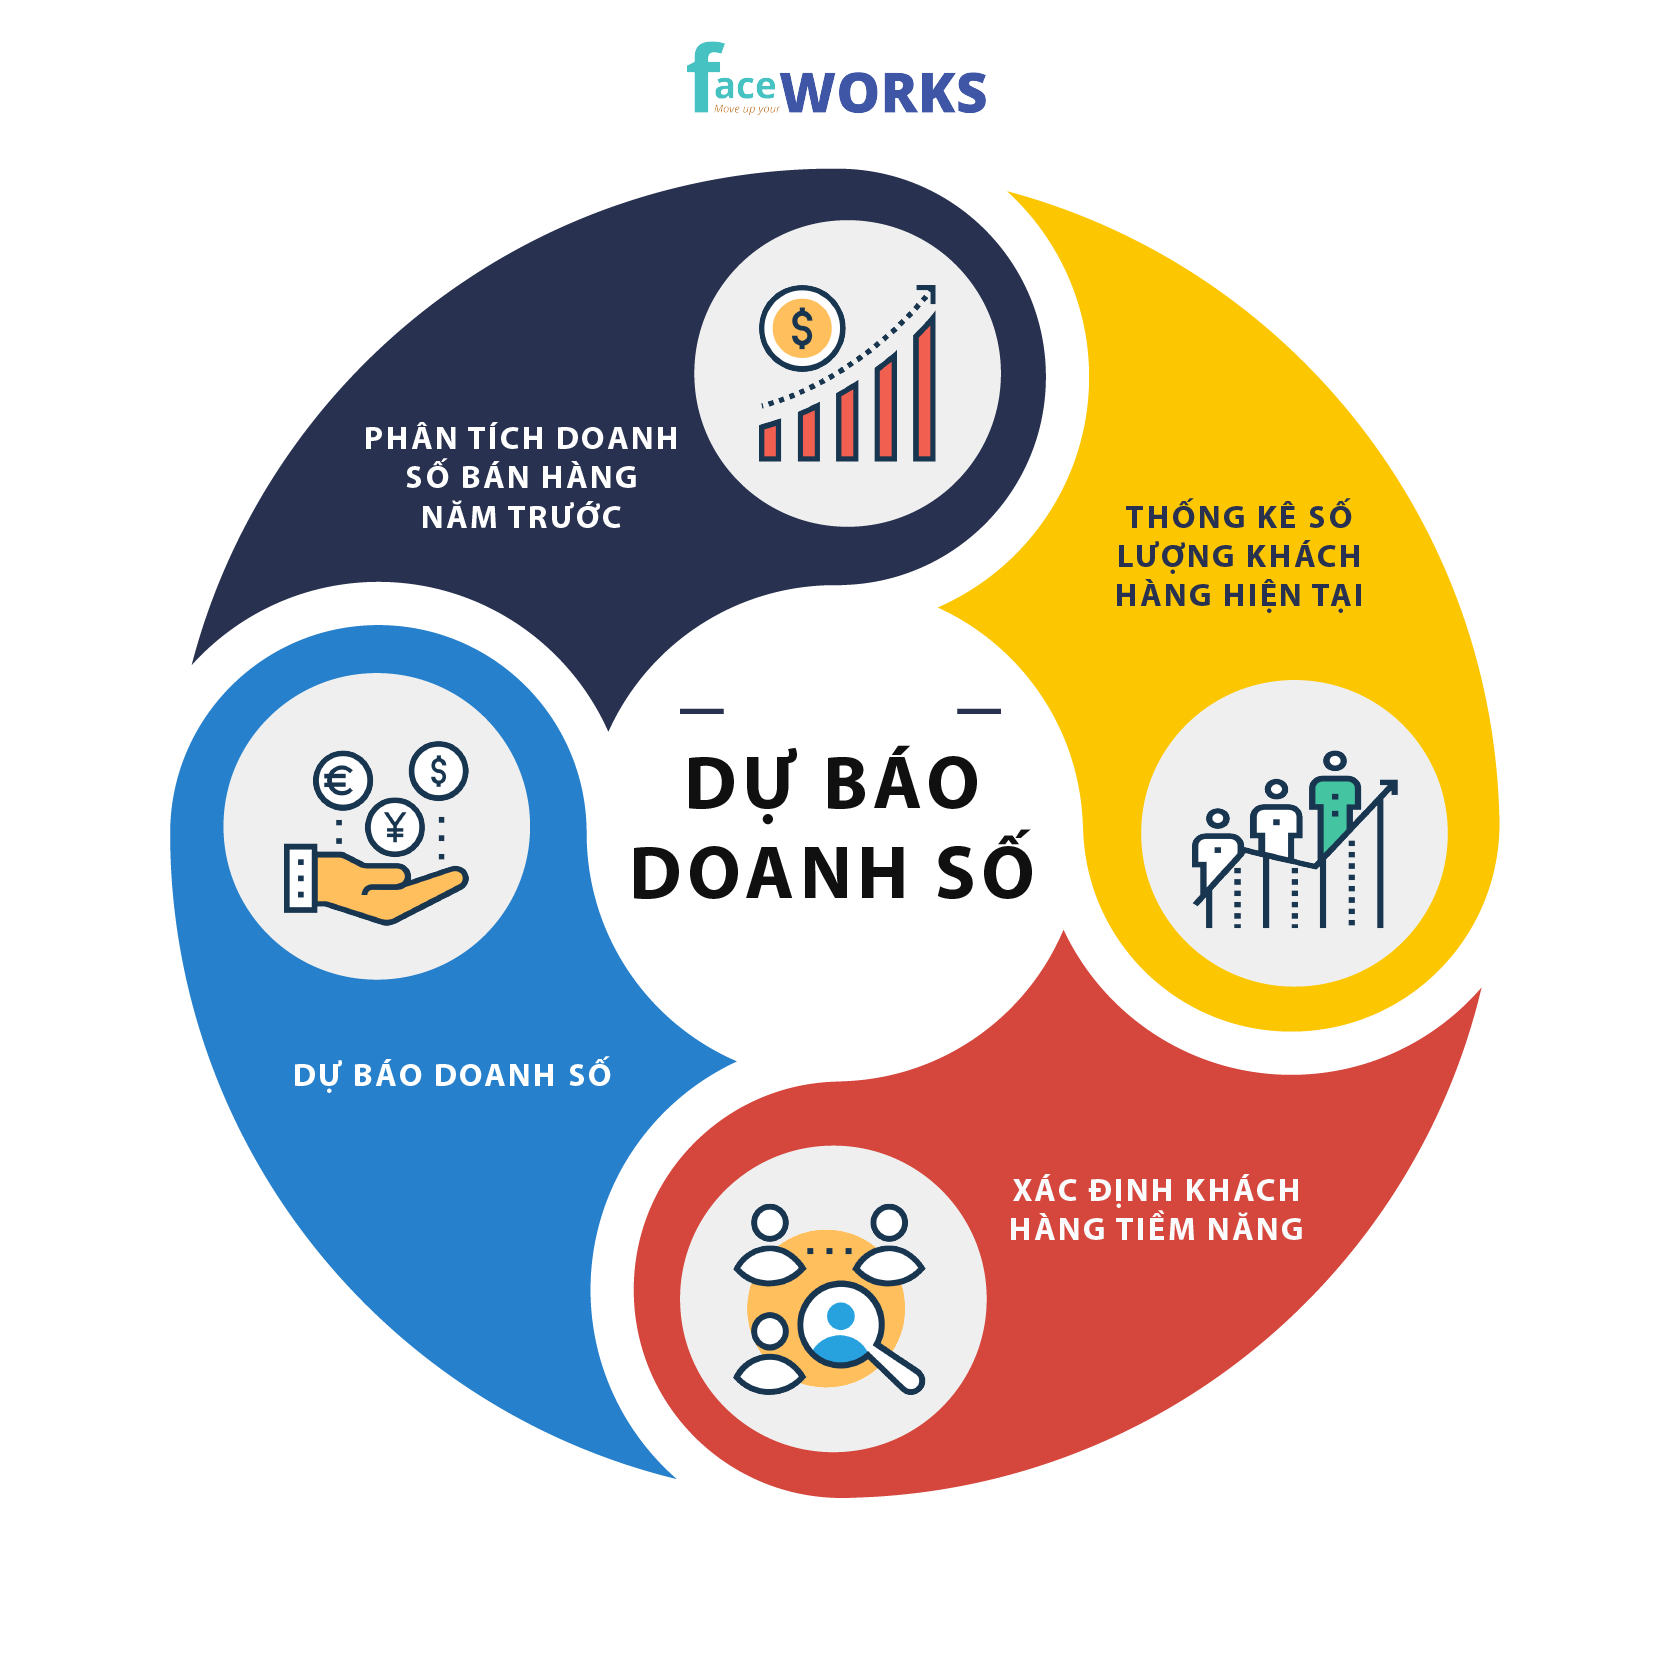 faceWORKS
Move up your
PHÂN TÍCH DOANH
SỐ BÁN HÀNG
NĂM TRƯỚC
$
THỐNG KÊ SỐ
LƯỢNG KHÁCH
HÀNG HIỆN TẠI
DỰ BÁO
DOANH SỐ
€ $
¥
DỰ BÁO DOANH SỐ
XÁC ĐỊNH KHÁCH
HÀNG TIỀM NĂNG